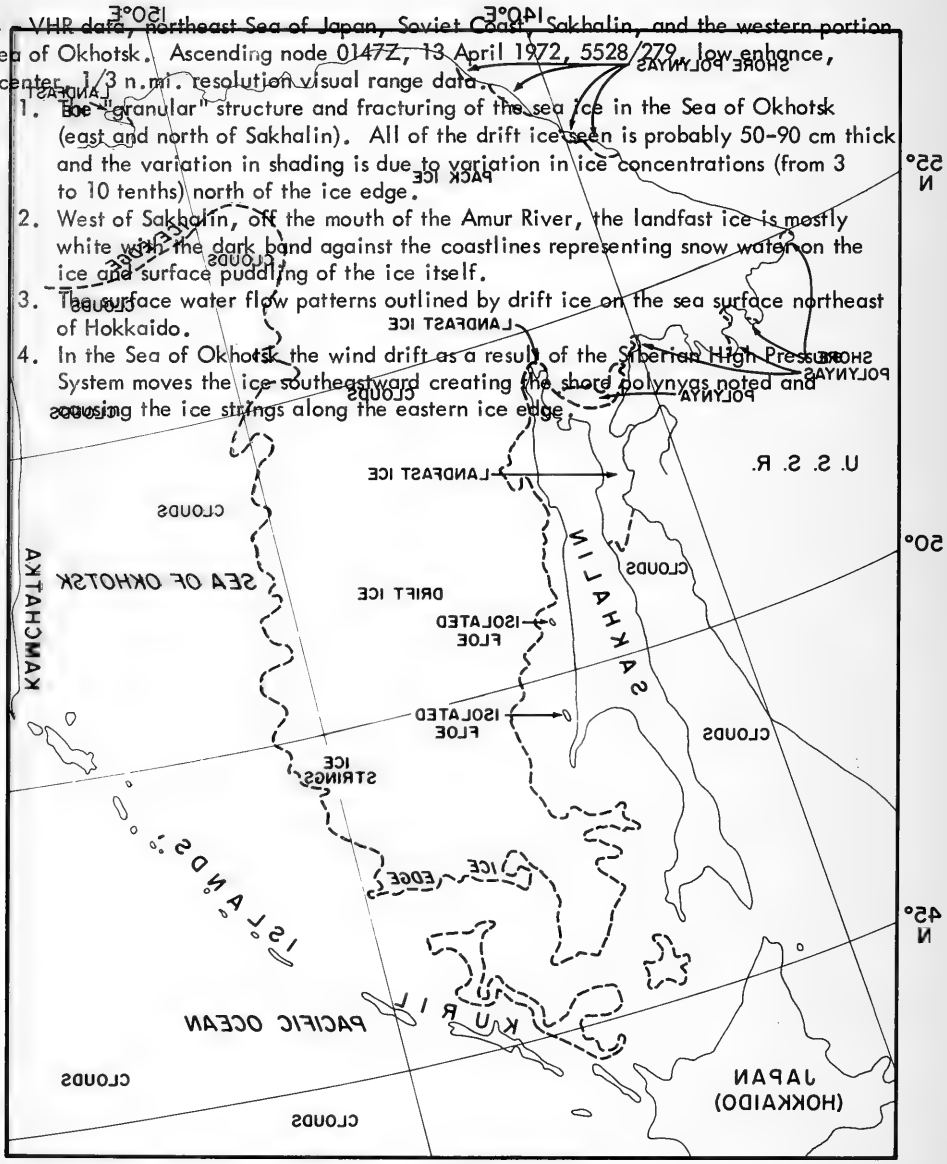 VHR data, northeast Sea of Japan, Soviet Coast, Sakhalin, and the western portion
ea of Okhotsk. Ascending node 0147Z, 13 April 1972, 5528/279, low enhance,
center, 1/3 n.mi. resolution visual range data.
1. The "granular" structure and fracturing of the sea ice in the Sea of Okhotsk
(east and north of Sakhalin). All of the drift ice seen is probably 50-90 cm thick
and the variation in shading is due to variation in ice concentrations (from 3
to 10 tenths) north of the ice edge.
2. West of Sakhalin, off the mouth of the Amur River, the landfast ice is mostly
white with the dark band against the coastlines representing snow water on the
ice and surface puddling of the ice itself.
3. The surface water flow patterns outlined by drift ice on the sea surface northeast
of Hokkaido.
4. In the Sea of Okhotsk the wind drift as a result of the Siberian High Pressure
System moves the ice southeastward creating the shord polynyas noted and
causing the ice strings along the eastern ice edge.
150°E
140°E
SHORE POLYNYAS
LANDFAST
ICE
55°
N
PACK ICE
ICE EDGE
CLOUDS
CLOUDS
LANDFAST ICE
SHORE
POLYNYAS
POLYNYA
CLOUDS
CLOUDS
U. S. S. R.
LANDFAST ICE
CLOUDS
50°
N
KAMCHATKA
SEA OF OKHOTSK
CLOUDS
DRIFT ICE
SAKHALIN
ISOLATED
FLOE
ISOLATED
FLOE
CLOUDS
ICE
STRINGS
ICE EDGE
45°
N
KURIL ISLANDS
PACIFIC OCEAN
JAPAN
(HOKKAIDO)
CLOUDS
CLOUDS